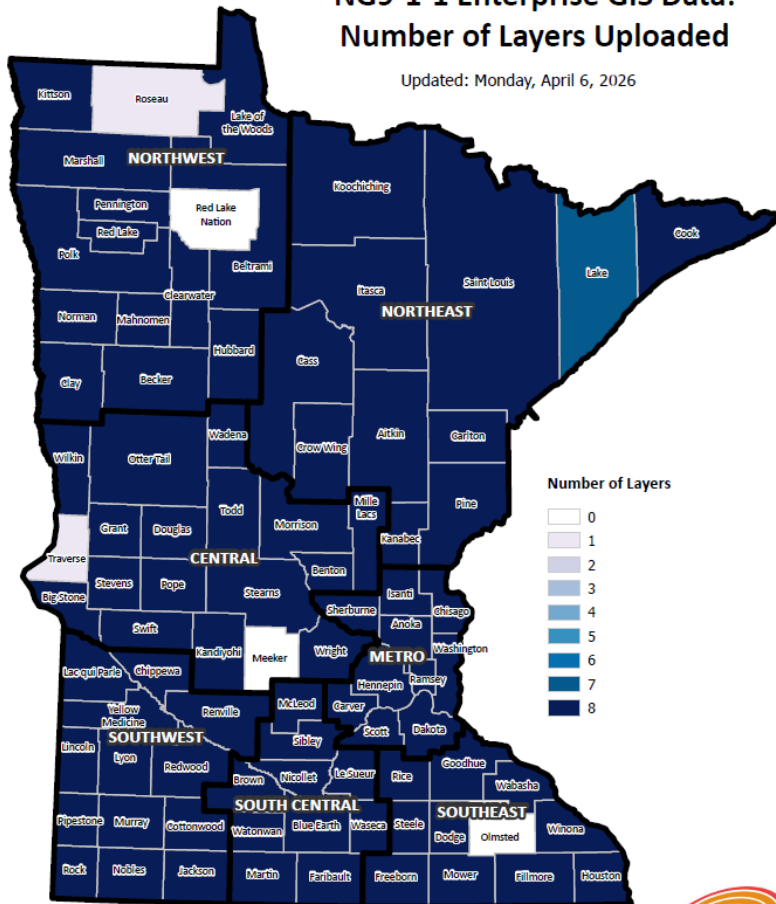 NG9-1-1 Enterprise GIS Data:
Number of Layers Uploaded
Updated: Monday, April 6, 2026
Kittson
Roseau
Lake of
the Woods
Marshall
NORTHWEST
Koochiching
Pennington
Red Lake
Nation
Red Lake
Polk
Beltrami
Cook
Lake
Saint Louis
Itasca
Clearwater
NORTHEAST
Norman
Mahnomen
Hubbard
Cass
Clay
Becker
Wadena
Aitkin
Carlton
Crow Wing
Wilkin
Otter Tail
Pine
Mille
Lacs
Todd
Morrison
Grant
Douglas
Kanabec
Traverse
CENTRAL
Benton
Stevens
Pope
Stearns
Big Stone
Isanti
Sherburne
Chisago
Anoka
Swift
Kandiyohi
Meeker
Wright
Washington
METRO
Lac qui Parle
Chippewa
Ramsey
Hennepin
McLeod
Carver
Yellow
Medicine
Renville
SOUTHWEST
Scott
Dakota
Sibley
Lincoln
Lyon
Redwood
Brown
Nicollet
Le Sueur
Rice
Goodhue
Wabasha
SOUTH CENTRAL
SOUTHEAST
Pipestone
Murray
Cottonwood
Watonwan
Blue Earth
Waseca
Steele
Dodge
Olmsted
Winona
Rock
Nobles
Jackson
Martin
Faribault
Freeborn
Mower
Fillmore
Houston
Number of Layers
0
1
2
3
4
5
6
7
8